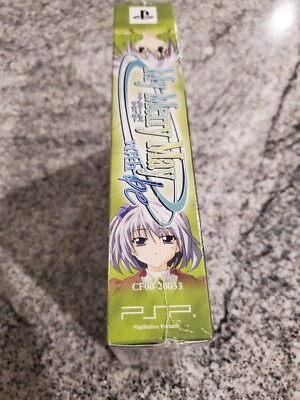 My Merry May
with be
CF00-20033
PSP
PlayStation Portable